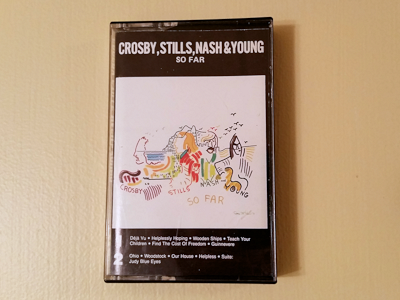 CROSBY, STILLS, NASH & YOUNG
SO FAR
CROSBY STILLS NASH YOUNG
SO FAR
Déjà Vu • Helplessly Hoping • Wooden Ships • Teach Your
Children • Find The Cost Of Freedom • Guinnevere
2
Ohio • Woodstock • Our House • Helpless • Suite:
Judy Blue Eyes